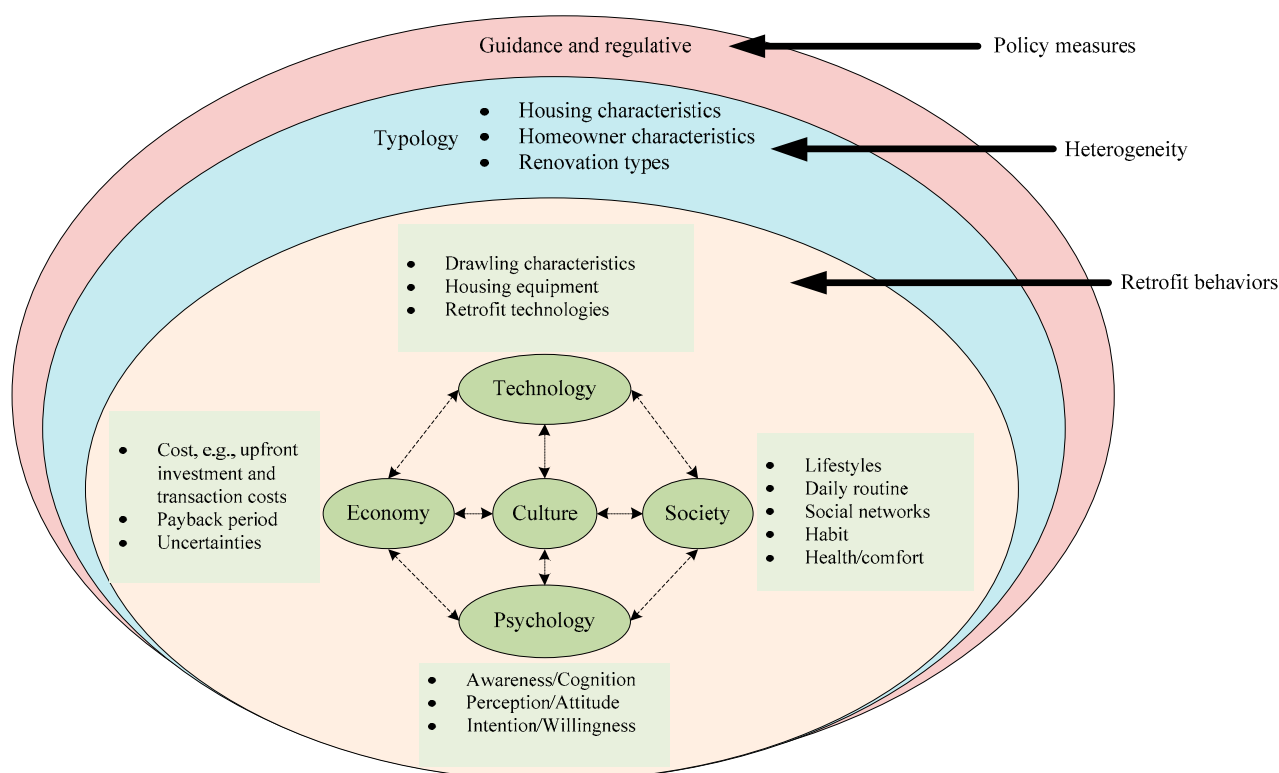 Guidance and regulative
Policy measures
Typology
• Housing characteristics
• Homeowner characteristics
• Renovation types
Heterogeneity
• Drawling characteristics
• Housing equipment
• Retrofit technologies
Retrofit behaviors
Technology
• Cost, e.g., upfront
investment and
transaction costs
• Payback period
• Uncertainties
Economy
Culture
Society
• Lifestyles
• Daily routine
• Social networks
• Habit
• Health/comfort
Psychology
• Awareness/Cognition
• Perception/Attitude
• Intention/Willingness